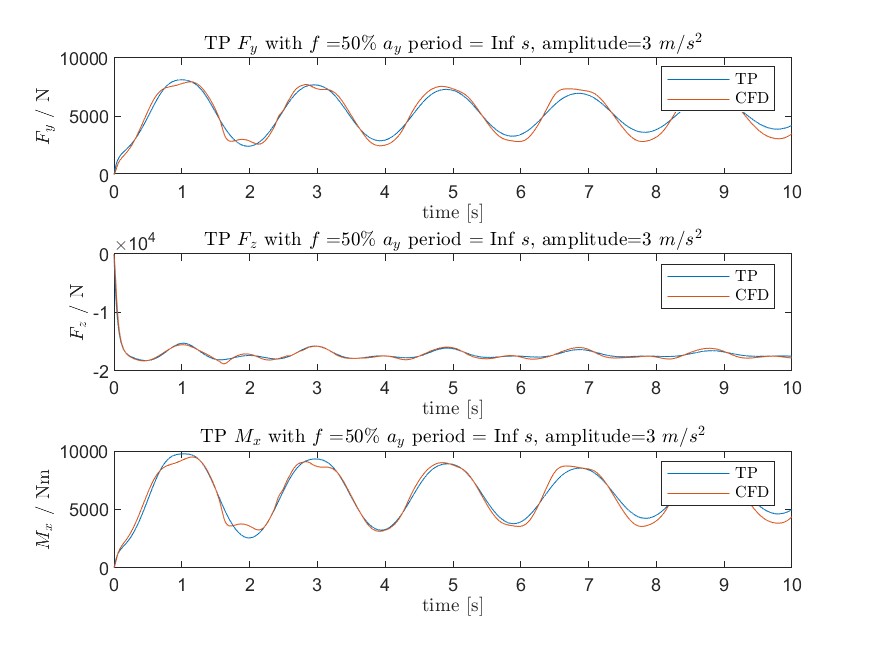 TP F_y with f =50% a_y period = Inf s, amplitude=3 m/s^2
10000
5000
0
F_y / N
TP
CFD
0 1 2 3 4 5 6 7 8 9 10
time [s]
TP F_z with f =50% a_y period = Inf s, amplitude=3 m/s^2
×10^4
0
-1
-2
F_z / N
TP
CFD
0 1 2 3 4 5 6 7 8 9 10
time [s]
TP M_x with f =50% a_y period = Inf s, amplitude=3 m/s^2
10000
5000
0
M_x / Nm
TP
CFD
0 1 2 3 4 5 6 7 8 9 10
time [s]